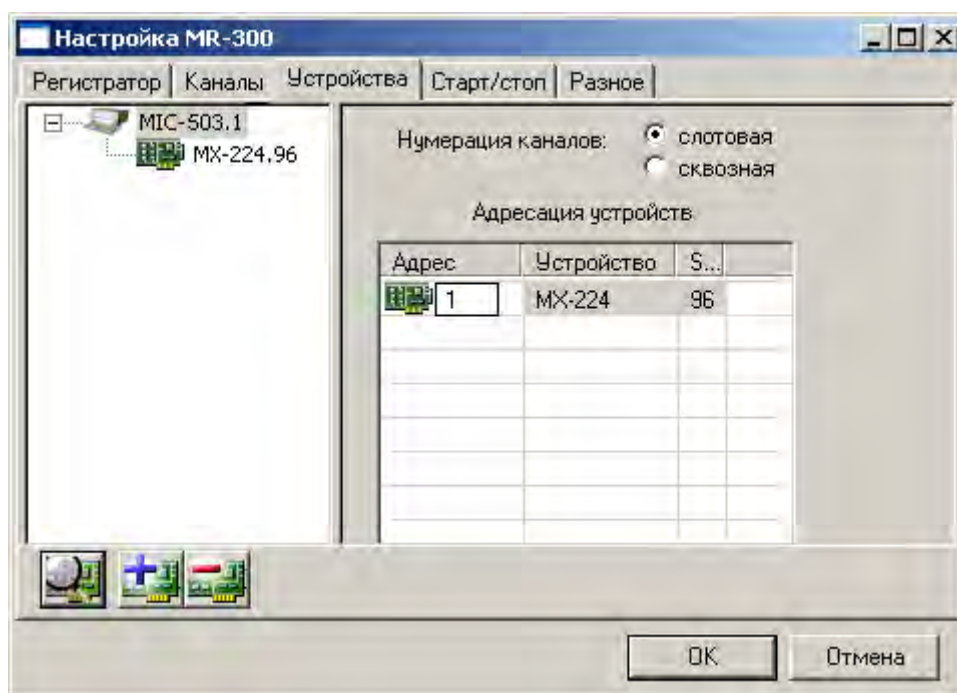 Настройка MR-300
Регистратор Каналы Устройства Старт/стоп Разное
MIC-503.1
MX-224.96
Нумерация каналов: слотовая
сквозная
Адресация устройств
Адрес Устройство S...
1 MX-224 96
OK Отмена